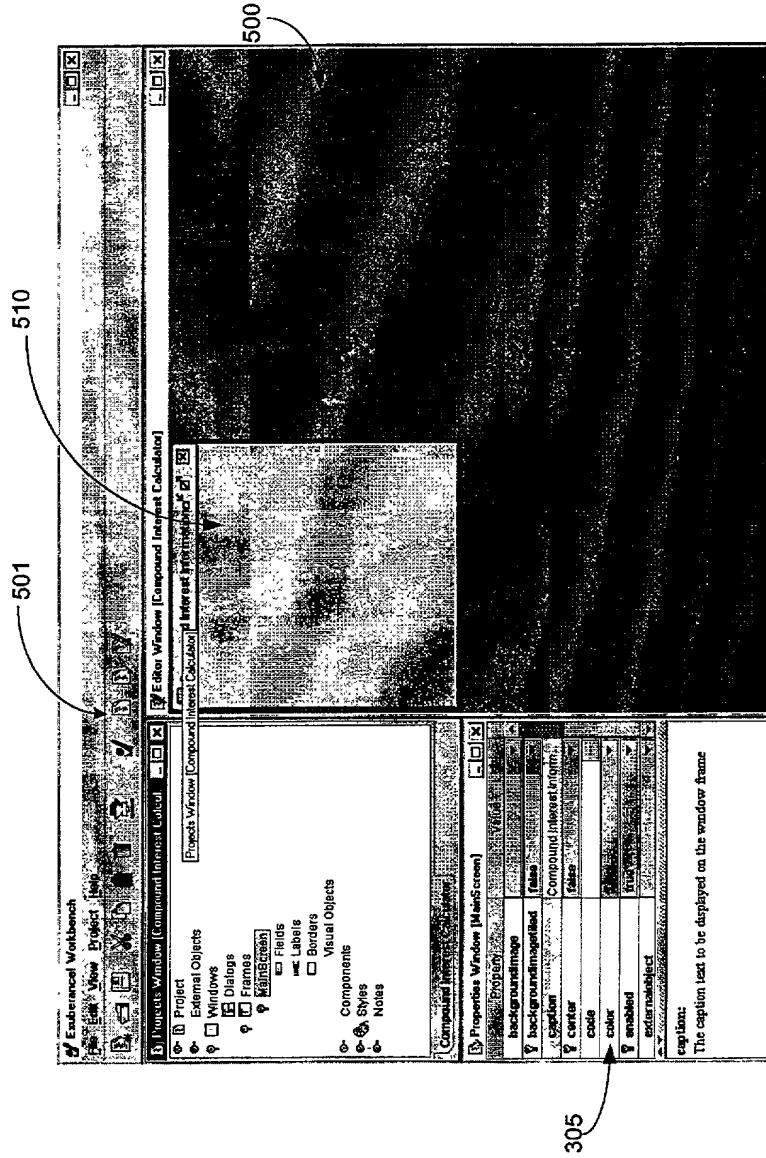 501
510
500
305
Exuberance! Workbench
File Edit View Project Help
Projects Window [Compound Interest Calcul
Projects Window [Compound Interest Calculator]
Project
External Objects
Windows
Dialogs
Frames
MainScreen
Fields
Labels
Borders
Visual Objects
Components
Styles
Notes
Compound Interest Calculator
Editor Window [Compound Interest Calculator]
d Interest Information
Properties Window [MainScreen]
Property Value
backgroundimage
backgroundimagetiled false
caption Compound Interest Inform...
center false
code
color
enabled true
externalobject
caption:
The caption text to be displayed on the window frame